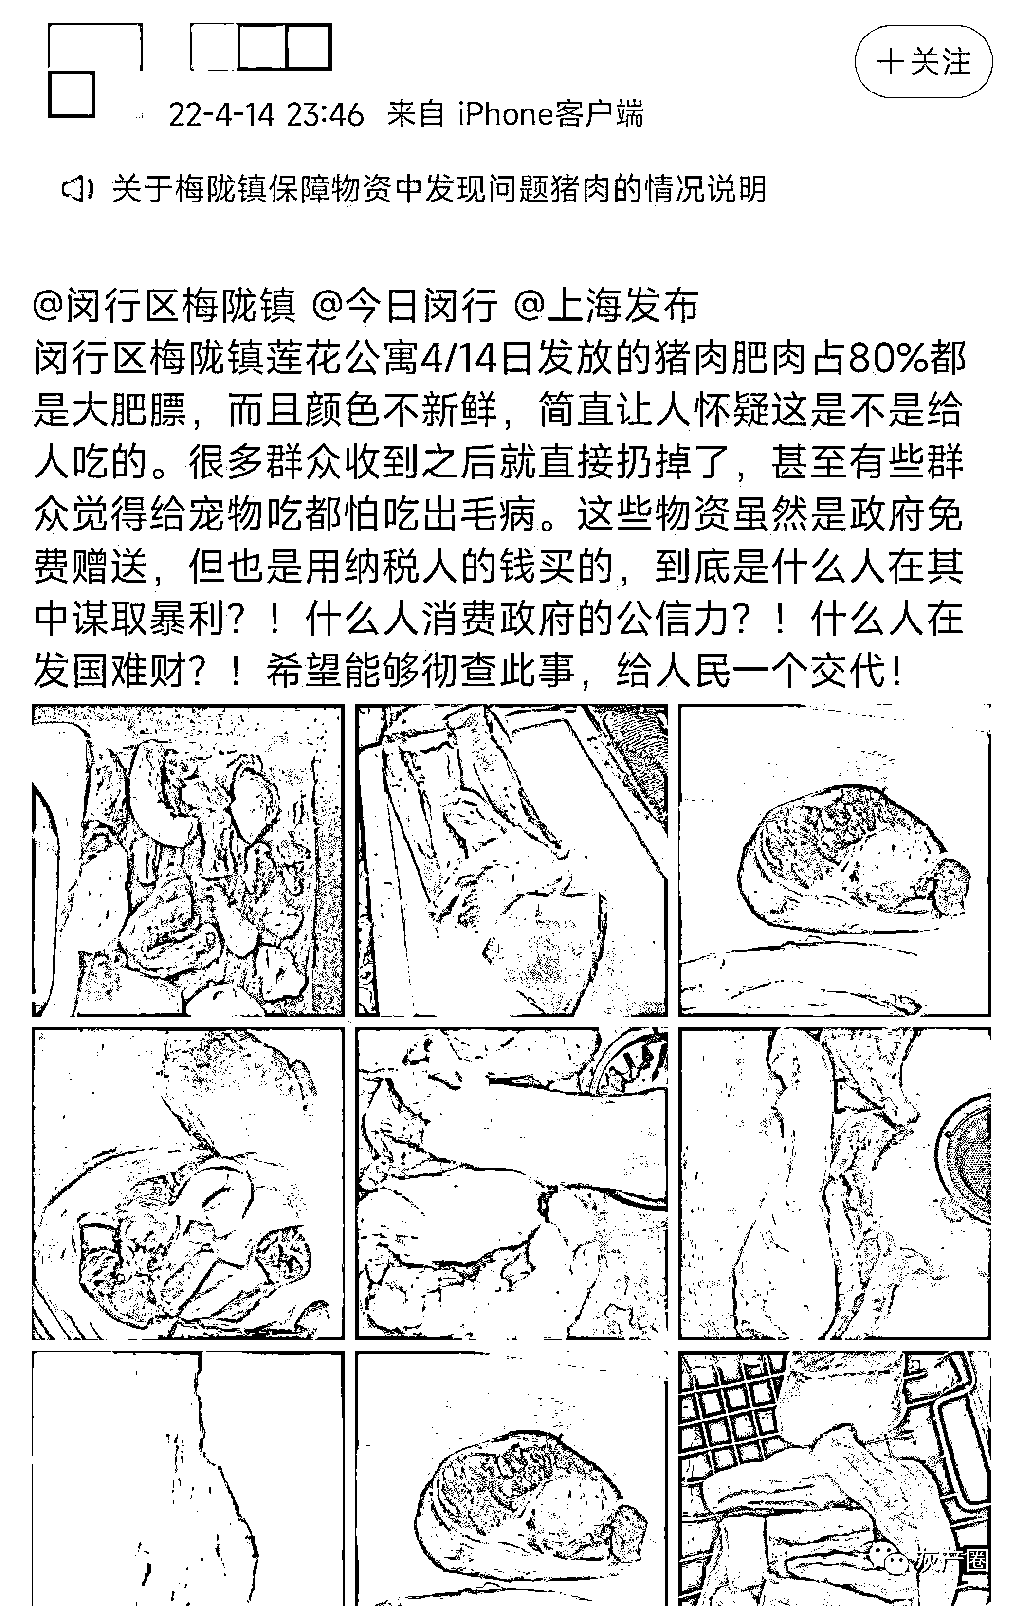 +关注
22-4-14 23:46 来自 iPhone客户端
关于梅陇镇保障物资中发现问题猪肉的情况说明
@闵行区梅陇镇 @今日闵行 @上海发布
闵行区梅陇镇莲花公寓4/14日发放的猪肉肥肉占80%都
是大肥膘，而且颜色不新鲜，简直让人怀疑这是不是给
人吃的。很多群众收到之后就直接扔掉了，甚至有些群
众觉得给宠物吃都怕吃出毛病。这些物资虽然是政府免
费赠送，但也是用纳税人的钱买的，到底是什么人在其
中谋取暴利？！什么人消费政府的公信力？！什么人在
发国难财？！希望能够彻查此事，给人民一个交代！
灰产圈